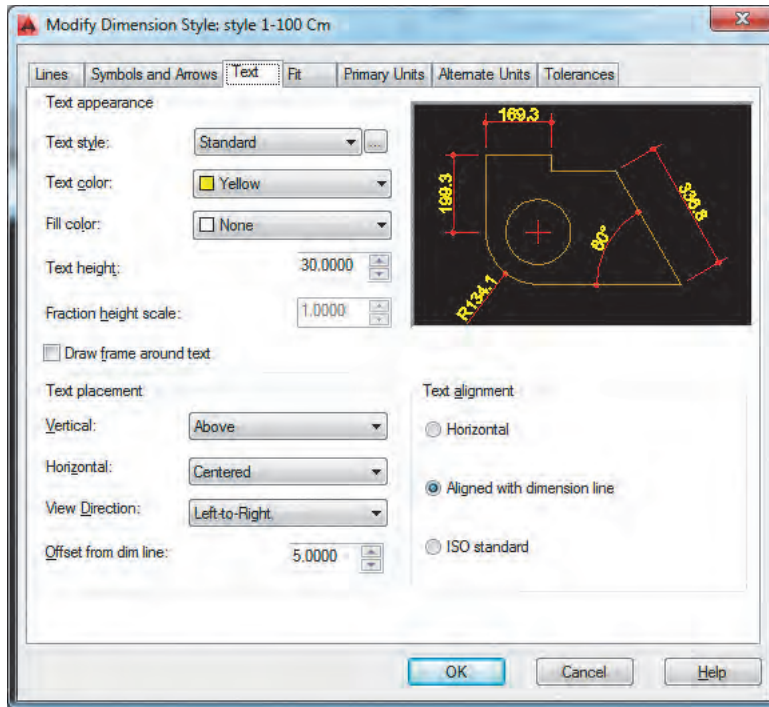 Modify Dimension Style: style 1-100 Cm
Lines Symbols and Arrows Text Fit Primary Units Alternate Units Tolerances
Text appearance
Text style: Standard ...
Text color: Yellow
Fill color: None
Text height: 30.0000
Fraction height scale: 1.0000
Draw frame around text
169.3
199.3
336.8
60°
R134.1
Text placement
Vertical: Above
Horizontal: Centered
View Direction: Left-to-Right
Offset from dim line: 5.0000
Text alignment
Horizontal
Aligned with dimension line
ISO standard
OK Cancel Help